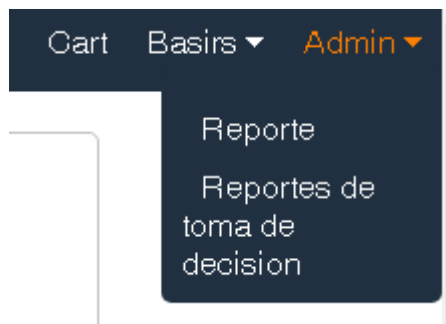 Cart Basirs Admin
Reporte
Reportes de
toma de
decision